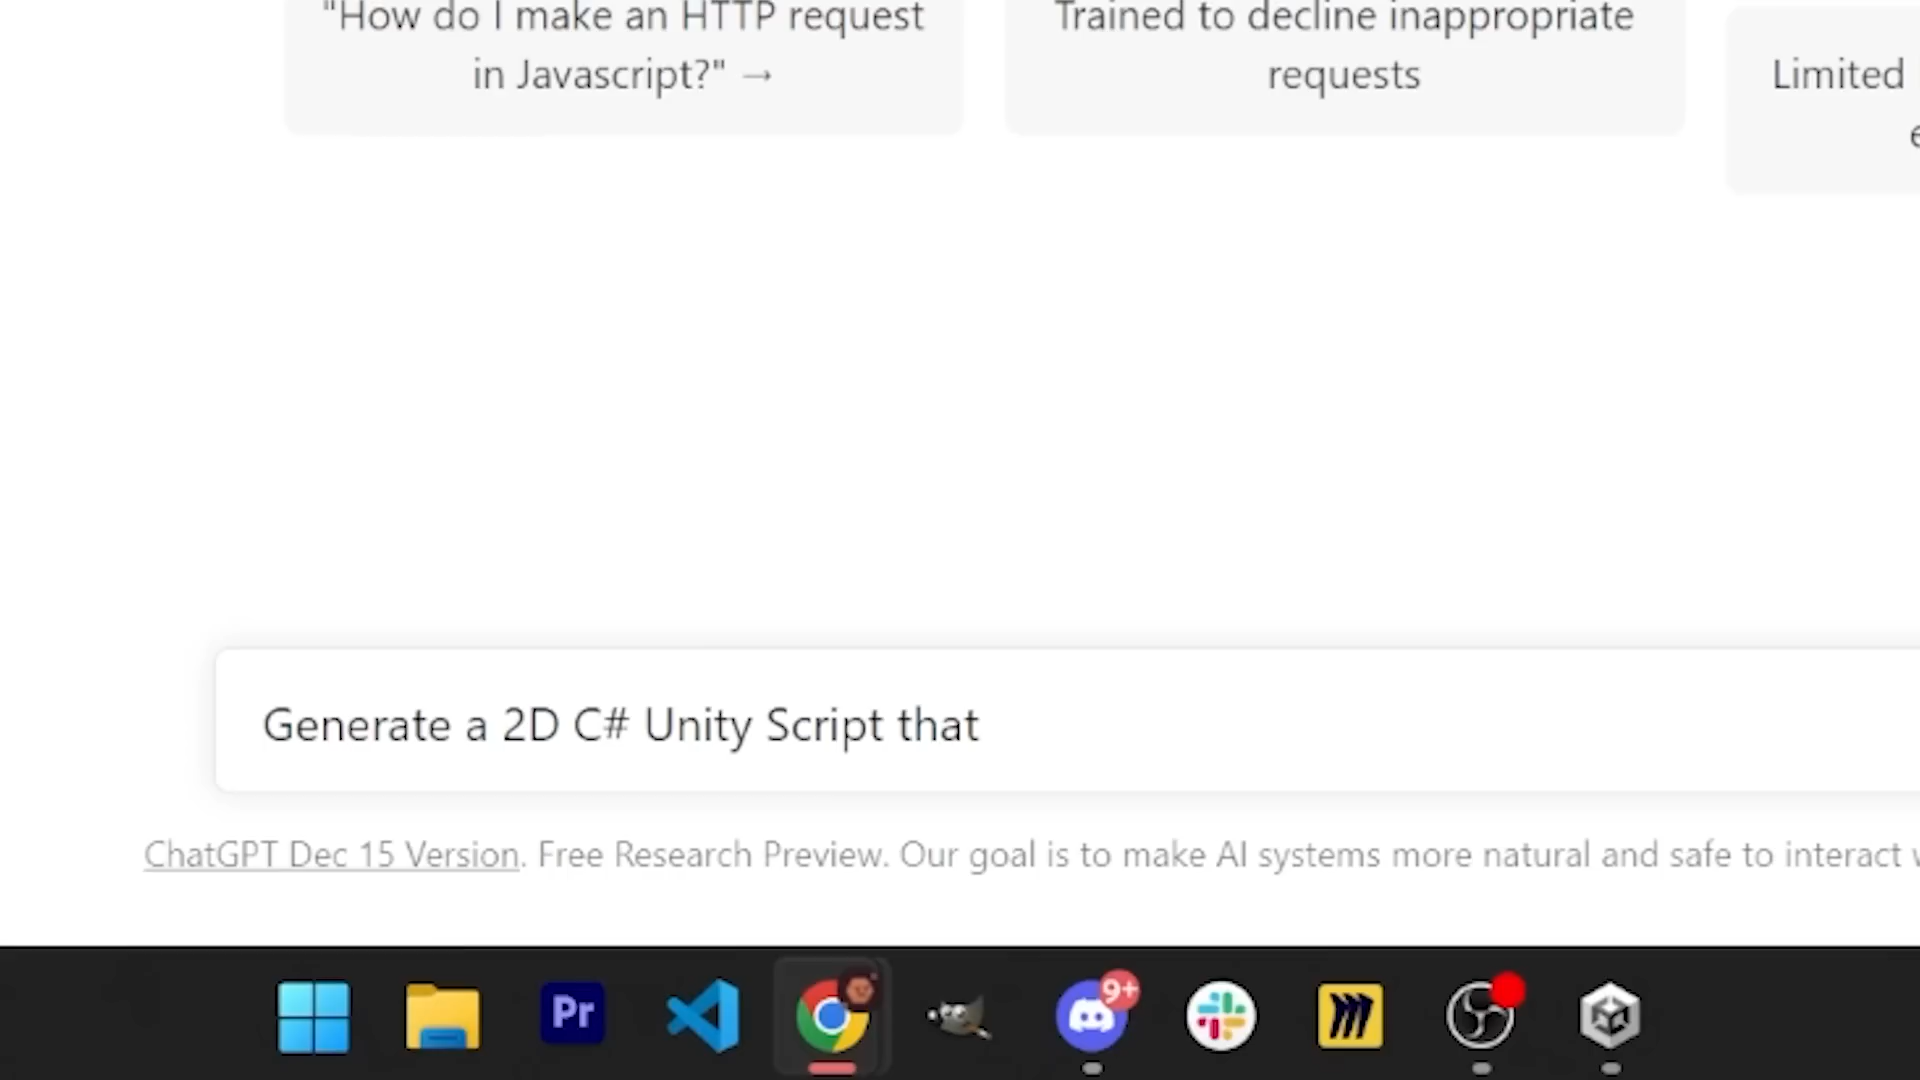 "How do I make an HTTP request
in Javascript?" →
Trained to decline inappropriate
requests
Limited
Generate a 2D C# Unity Script that
ChatGPT Dec 15 Version. Free Research Preview. Our goal is to make AI systems more natural and safe to interact
Pr
9+